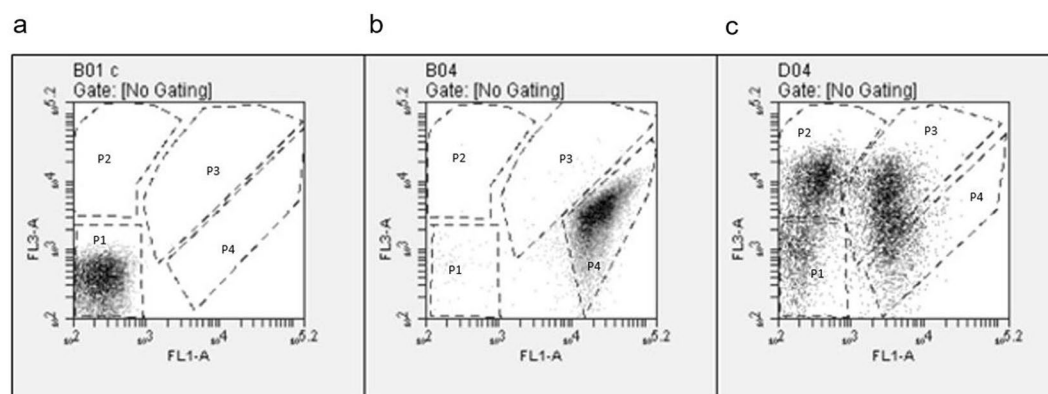 a
b
c
B01 c
Gate: [No Gating]
P2
P3
P1
P4
FL3-A
FL1-A
B04
Gate: [No Gating]
P2
P3
P1
P4
FL3-A
FL1-A
D04
Gate: [No Gating]
P2
P3
P4
P1
FL3-A
FL1-A